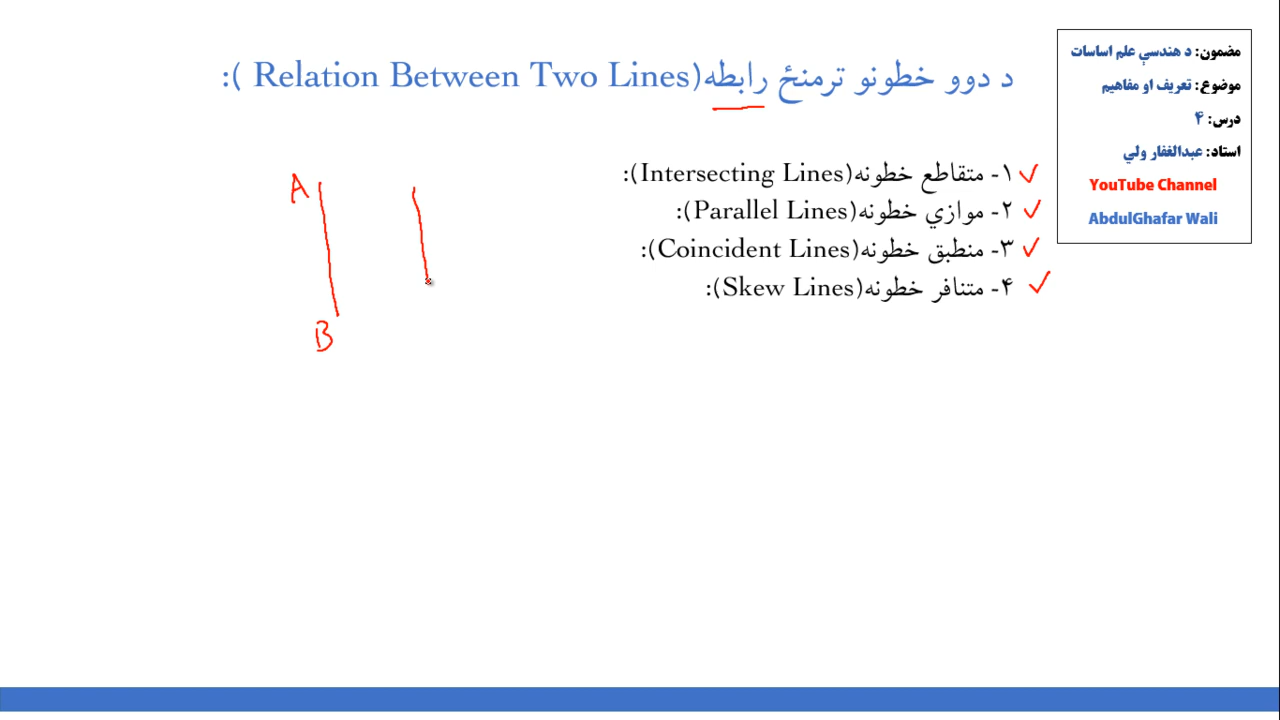 د دوو خطونو ترمنځ رابطه(Relation Between Two Lines ):
۱- متقاطع خطونه(Intersecting Lines):
۲- موازي خطونه(Parallel Lines):
۳- منطبق خطونه(Coincident Lines):
۴- متنافر خطونه(Skew Lines):
A
B
مضمون: د هندسې علم اساسات
موضوع: تعریف او مفاهیم
درس: ۴
استاد: عبدالغفار ولي
YouTube Channel
AbdulGhafar Wali